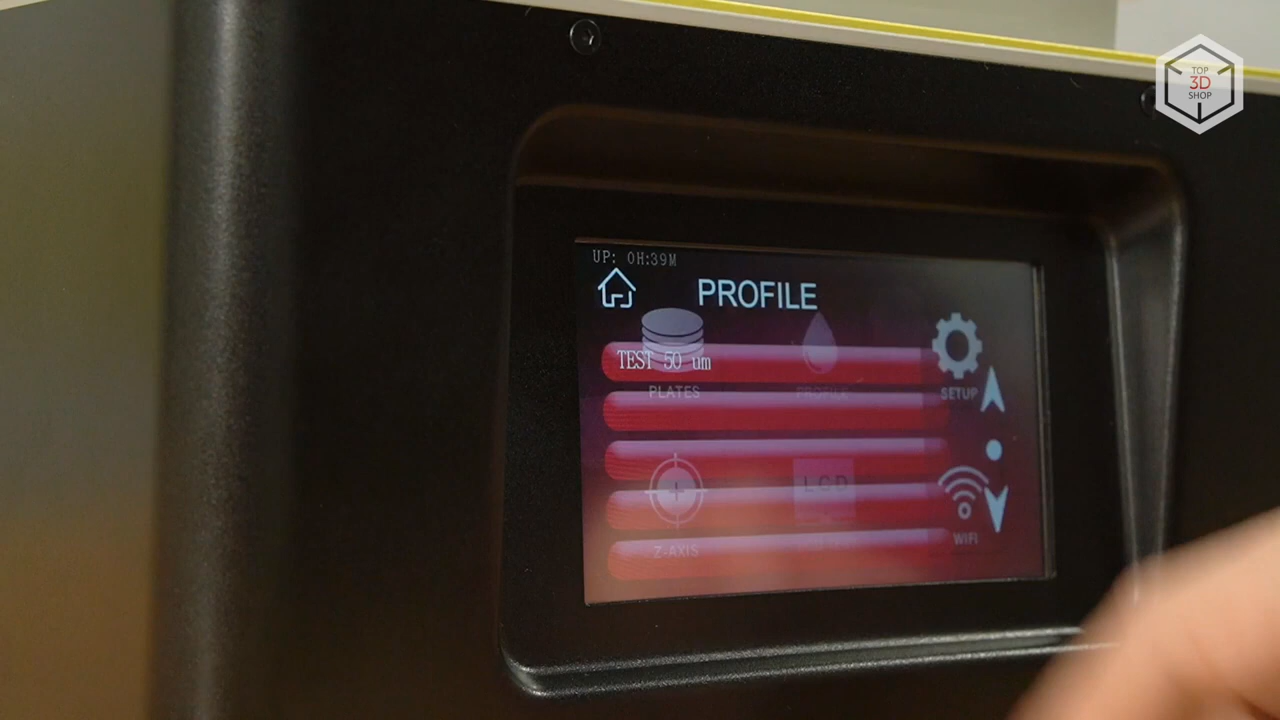 TOP
3D
SHOP
UP: 0H:39M
PROFILE
TEST 50 um
PLATES
PROFILE
SETUP
LCD
Z-AXIS
WIFI